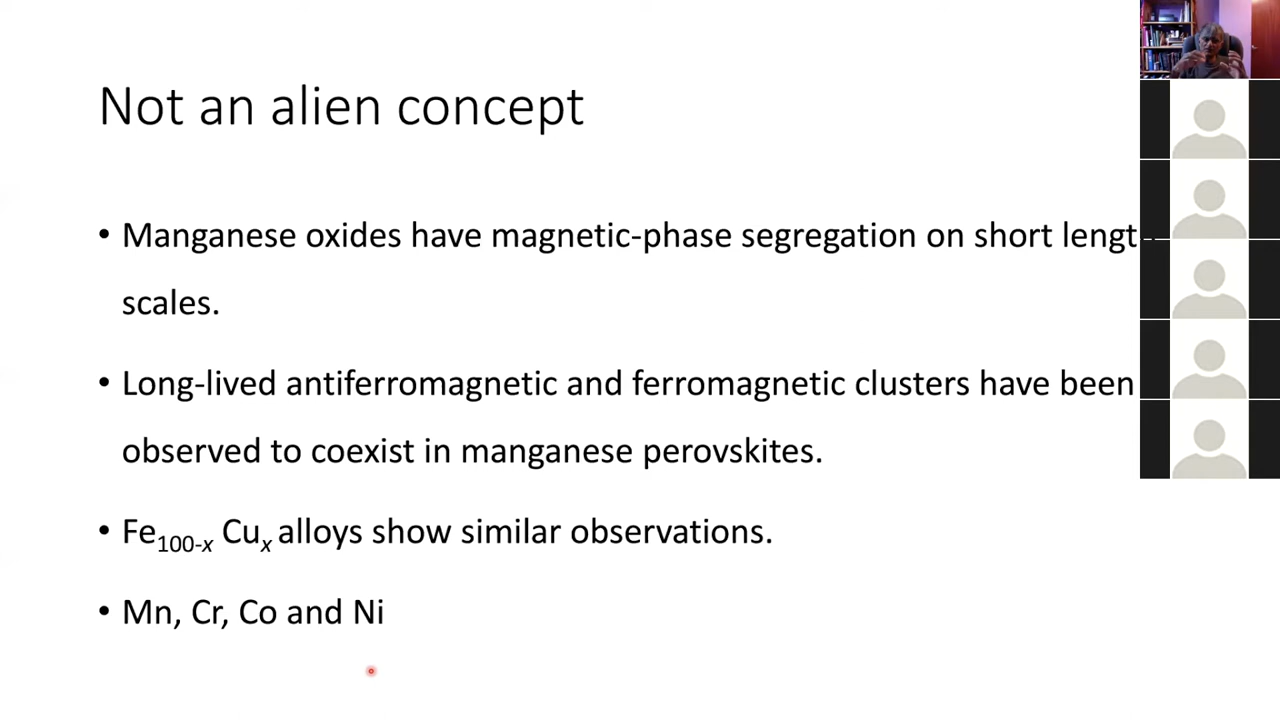 Not an alien concept
• Manganese oxides have magnetic-phase segregation on short lengt
scales.
• Long-lived antiferromagnetic and ferromagnetic clusters have been
observed to coexist in manganese perovskites.
• Fe100-x Cux alloys show similar observations.
• Mn, Cr, Co and Ni